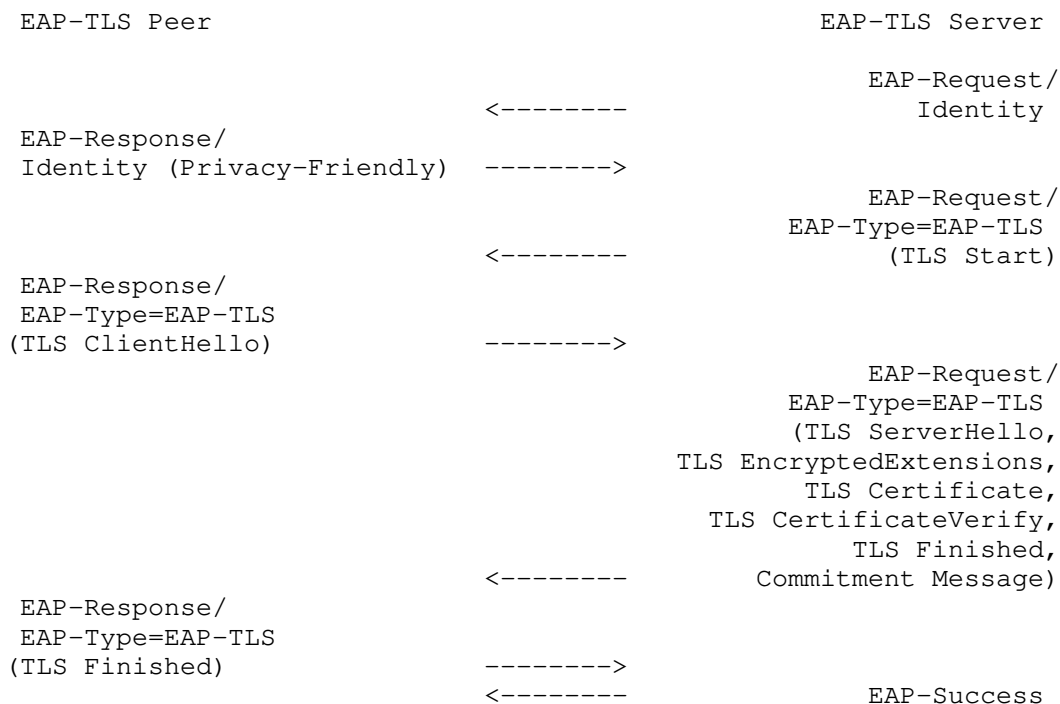 EAP-TLS Peer                                      EAP-TLS Server
EAP-Request/
<-------- Identity
EAP-Response/
Identity (Privacy-Friendly) -------->
EAP-Request/
EAP-Type=EAP-TLS
<-------- (TLS Start)
EAP-Response/
EAP-Type=EAP-TLS
(TLS ClientHello) -------->
EAP-Request/
EAP-Type=EAP-TLS
(TLS ServerHello,
TLS EncryptedExtensions,
TLS Certificate,
TLS CertificateVerify,
TLS Finished,
<-------- Commitment Message)
EAP-Response/
EAP-Type=EAP-TLS
(TLS Finished) -------->
<-------- EAP-Success